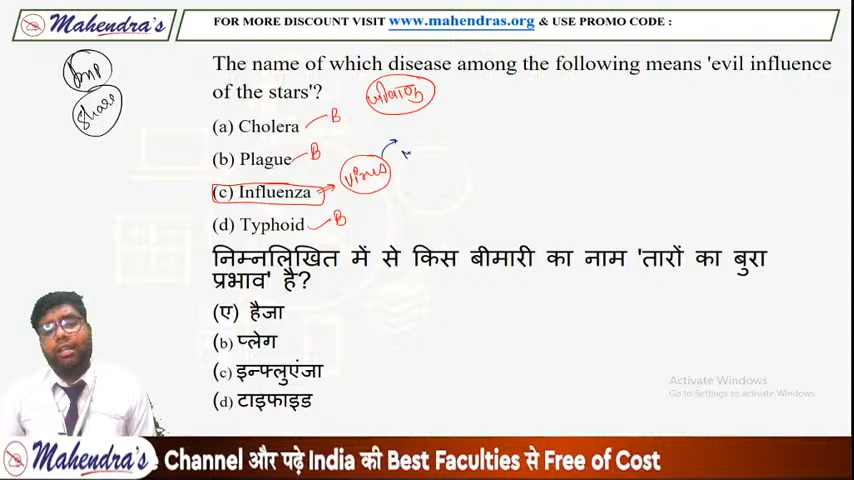 Mahendra's
FOR MORE DISCOUNT VISIT www.mahendras.org & USE PROMO CODE :
Imp
Share
The name of which disease among the following means 'evil influence
of the stars'?
जीवाणु
(a) Cholera B
(b) Plague B
(c) Influenza virus
(d) Typhoid B
निम्नलिखित में से किस बीमारी का नाम 'तारों का बुरा
प्रभाव' है?
(ए) हैजा
(b) प्लेग
(c) इन्फ्लुएंजा
(d) टाइफाइड
Activate Windows
Go to Settings to activate Windows.
Mahendra's
Channel और पढ़े India की Best Faculties से Free of Cost